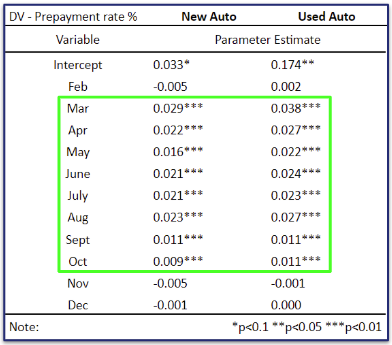 DV - Prepayment rate % New Auto Used Auto
Variable Parameter Estimate
Intercept 0.033* 0.174**
Feb -0.005 0.002
Mar 0.029*** 0.038***
Apr 0.022*** 0.027***
May 0.016*** 0.022***
June 0.021*** 0.024***
July 0.021*** 0.023***
Aug 0.023*** 0.027***
Sept 0.011*** 0.011***
Oct 0.009*** 0.011***
Nov -0.005 -0.001
Dec -0.001 0.000
Note: *p<0.1 **p<0.05 ***p<0.01